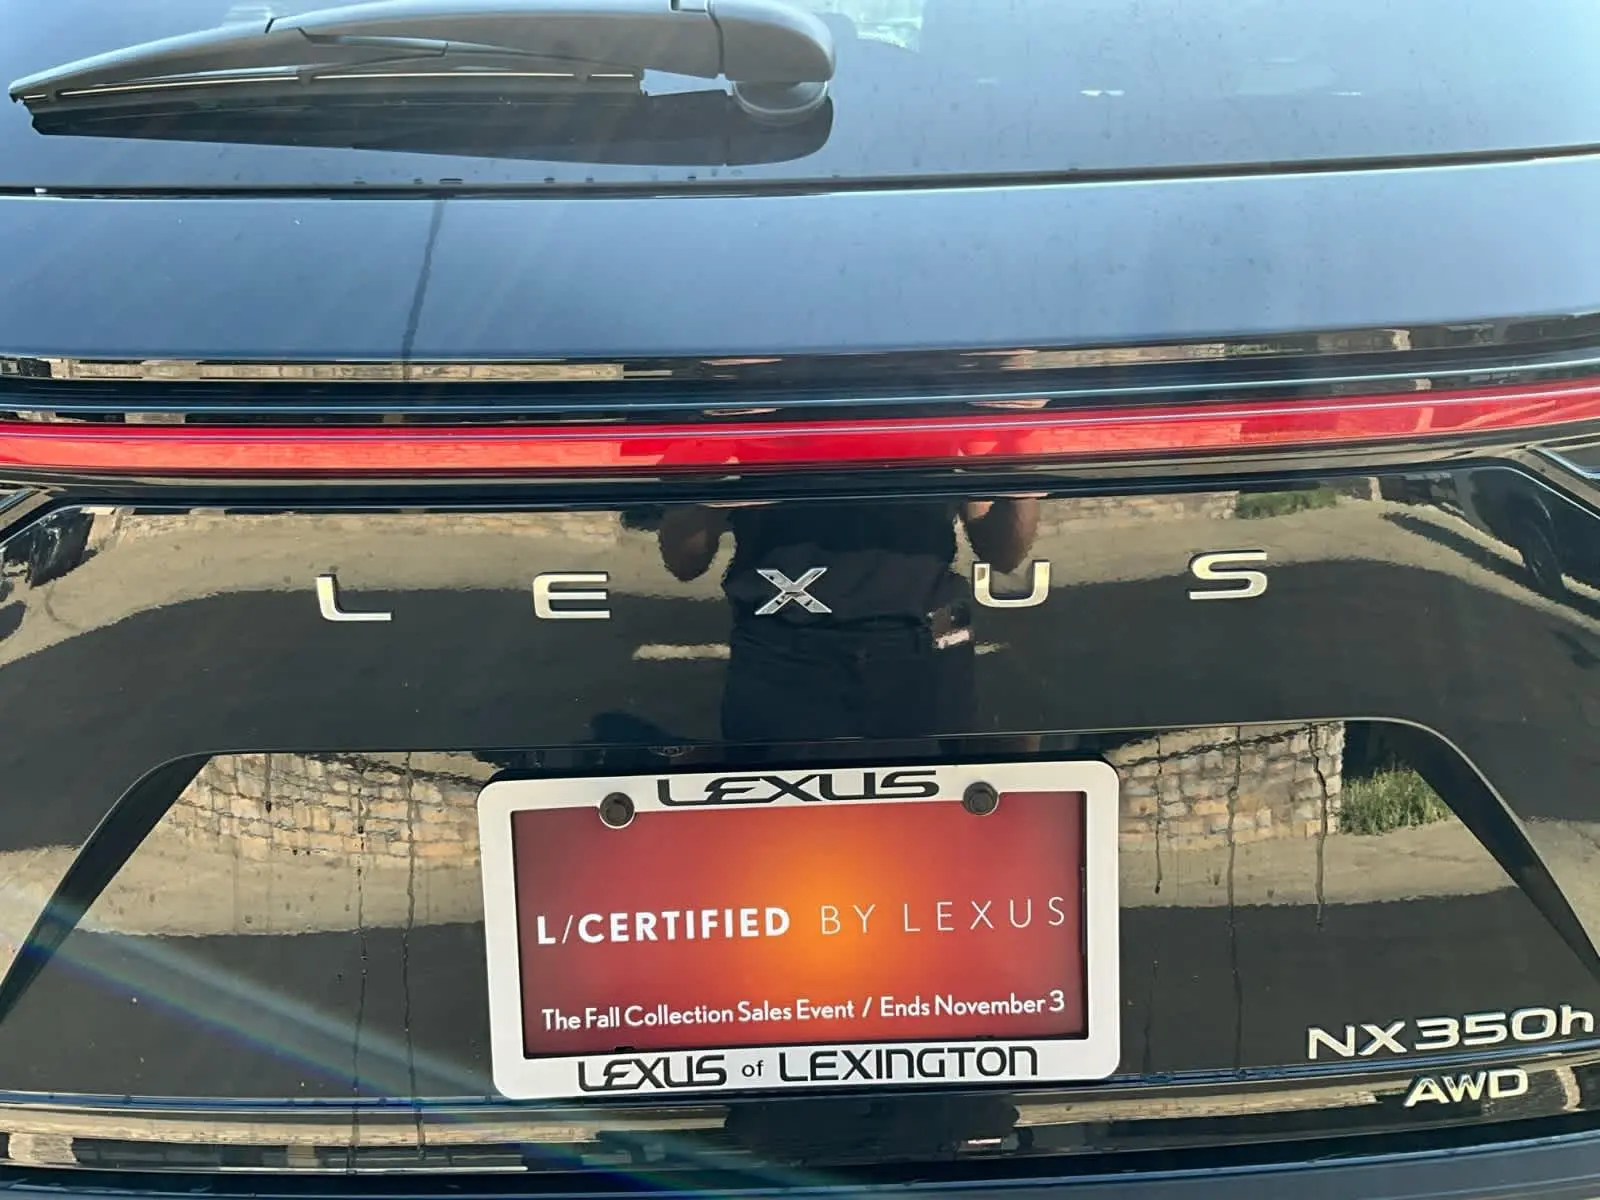 LEXUS
LEXUS
L/CERTIFIED BY LEXUS
The Fall Collection Sales Event / Ends November 3
LEXUS of LEXINGTON
NX350h
AWD